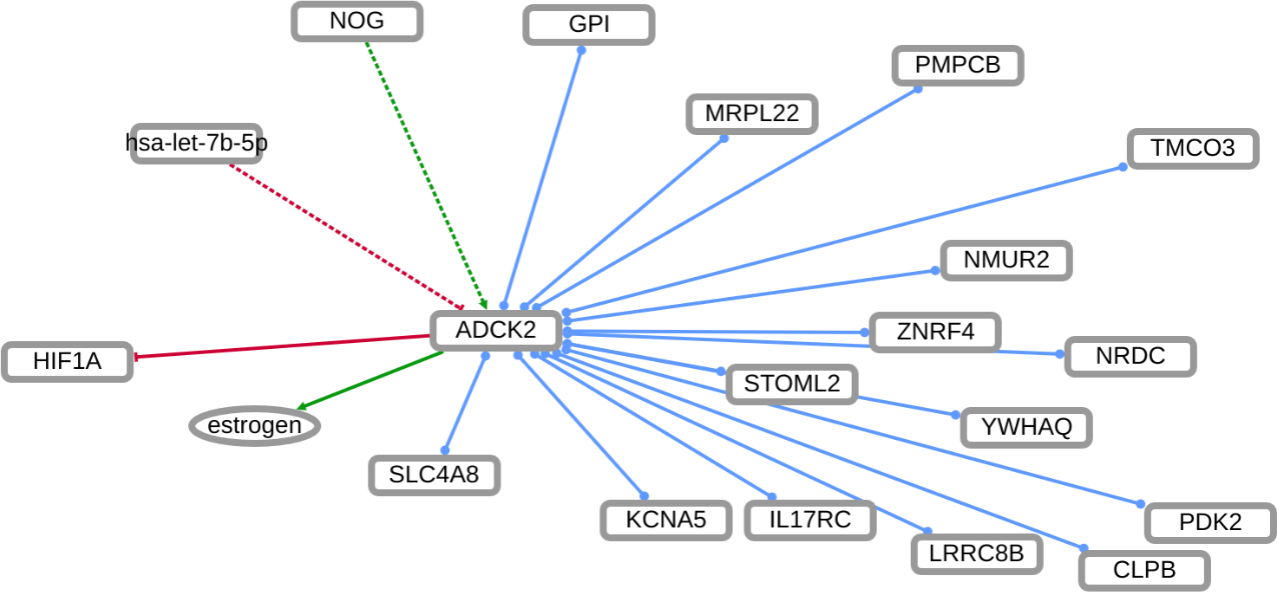 NOG
GPI
PMPCB
MRPL22
hsa-let-7b-5p
TMCO3
NMUR2
ADCK2
ZNRF4
HIF1A
NRDC
STOML2
estrogen
YWHAQ
SLC4A8
KCNA5
IL17RC
PDK2
LRRC8B
CLPB